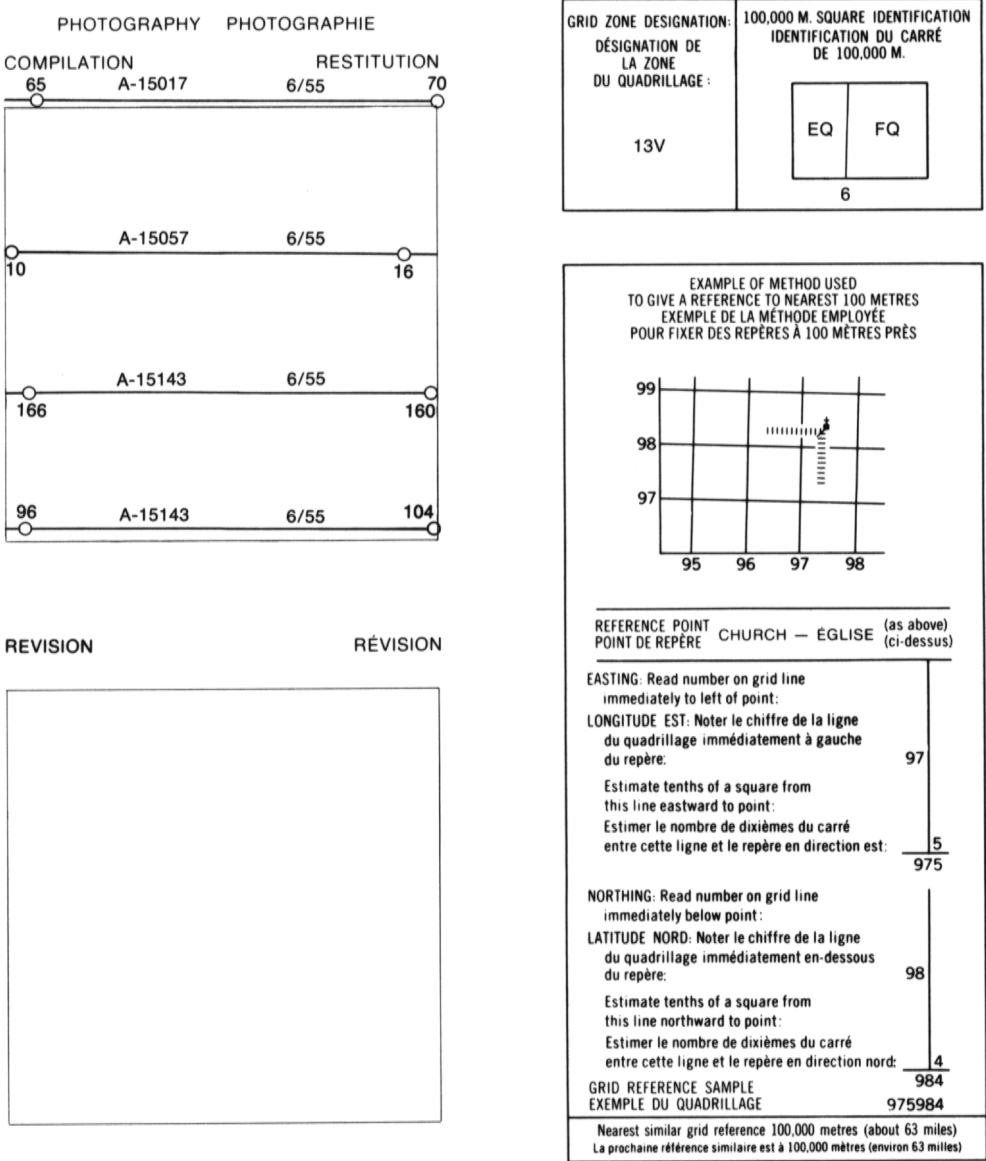 PHOTOGRAPHY PHOTOGRAPHIE
COMPILATION RESTITUTION
65 A-15017 6/55 70
A-15057 6/55
10 16
A-15143 6/55
166 160
96 A-15143 6/55 104
REVISION RÉVISION
GRID ZONE DESIGNATION:
DÉSIGNATION DE
LA ZONE
DU QUADRILLAGE :
13V
100,000 M. SQUARE IDENTIFICATION
IDENTIFICATION DU CARRÉ
DE 100,000 M.
EQ FQ
6
EXAMPLE OF METHOD USED
TO GIVE A REFERENCE TO NEAREST 100 METRES
EXEMPLE DE LA MÉTHODE EMPLOYÉE
POUR FIXER DES REPÈRES À 100 MÈTRES PRÈS
99
98
97
95 96 97 98
REFERENCE POINT
POINT DE REPÈRE
CHURCH — ÉGLISE
(as above)
(ci-dessus)
EASTING: Read number on grid line
immediately to left of point:
LONGITUDE EST: Noter le chiffre de la ligne
du quadrillage immédiatement à gauche
du repère: 97
Estimate tenths of a square from
this line eastward to point:
Estimer le nombre de dixièmes du carré
entre cette ligne et le repère en direction est: 5
975
NORTHING: Read number on grid line
immediately below point:
LATITUDE NORD: Noter le chiffre de la ligne
du quadrillage immédiatement en-dessous
du repère: 98
Estimate tenths of a square from
this line northward to point:
Estimer le nombre de dixièmes du carré
entre cette ligne et le repère en direction nord: 4
984
GRID REFERENCE SAMPLE
EXEMPLE DU QUADRILLAGE 975984
Nearest similar grid reference 100,000 metres (about 63 miles)
La prochaine référence similaire est à 100,000 mètres (environ 63 milles)